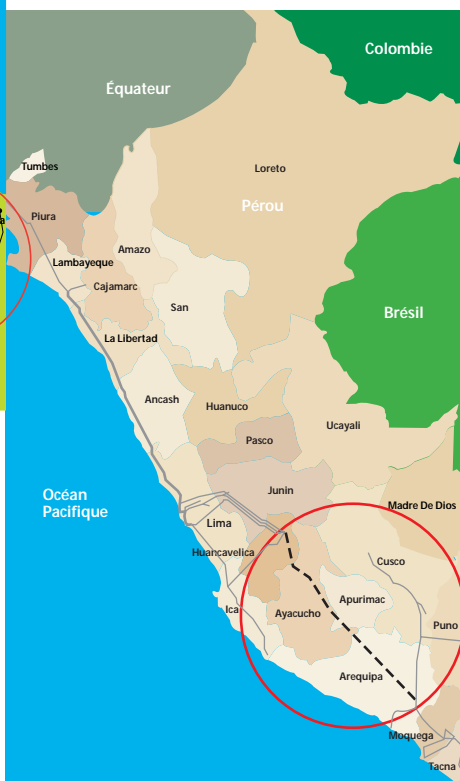 Colombie
Équateur
Tumbes
Loreto
Piura
Pérou
Amazo
Lambayeque
Cajamarc
San
Brésil
La Libertad
Ancash
Huanuco
Ucayali
Pasco
Junin
Océan
Pacifique
Madre De Dios
Lima
Huancavelica
Cusco
Apurimac
Ica
Ayacucho
Puno
Arequipa
Moquega
Tacna